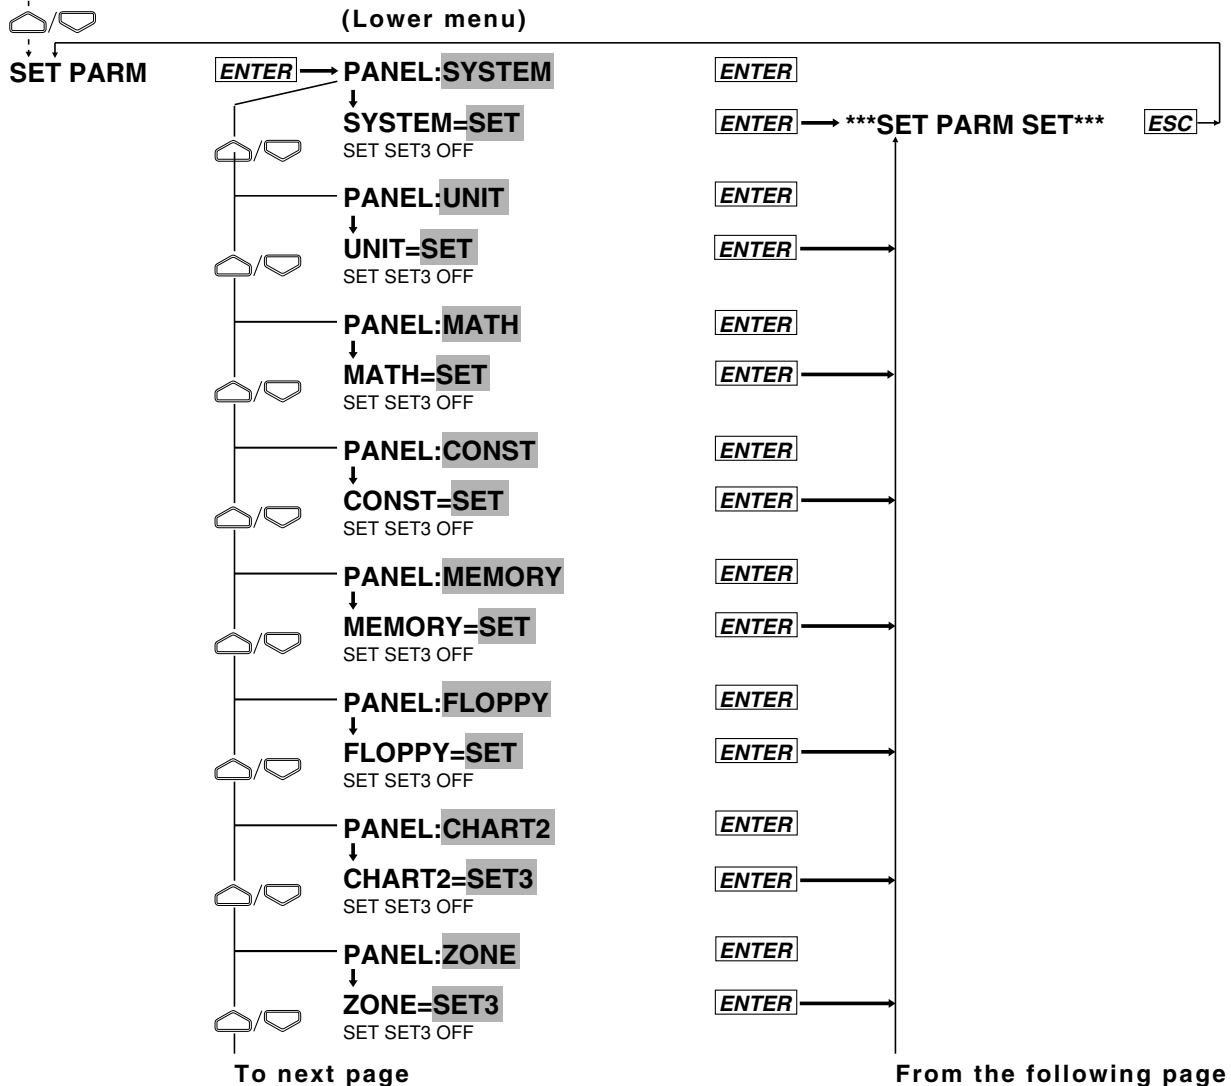 (Lower menu)
SET PARM ENTER PANEL:SYSTEM ENTER
SYSTEM=SET ENTER ***SET PARM SET*** ESC
SET SET3 OFF
PANEL:UNIT ENTER
UNIT=SET ENTER
SET SET3 OFF
PANEL:MATH ENTER
MATH=SET ENTER
SET SET3 OFF
PANEL:CONST ENTER
CONST=SET ENTER
SET SET3 OFF
PANEL:MEMORY ENTER
MEMORY=SET ENTER
SET SET3 OFF
PANEL:FLOPPY ENTER
FLOPPY=SET ENTER
SET SET3 OFF
PANEL:CHART2 ENTER
CHART2=SET3 ENTER
SET SET3 OFF
PANEL:ZONE ENTER
ZONE=SET3 ENTER
SET SET3 OFF
To next page From the following page